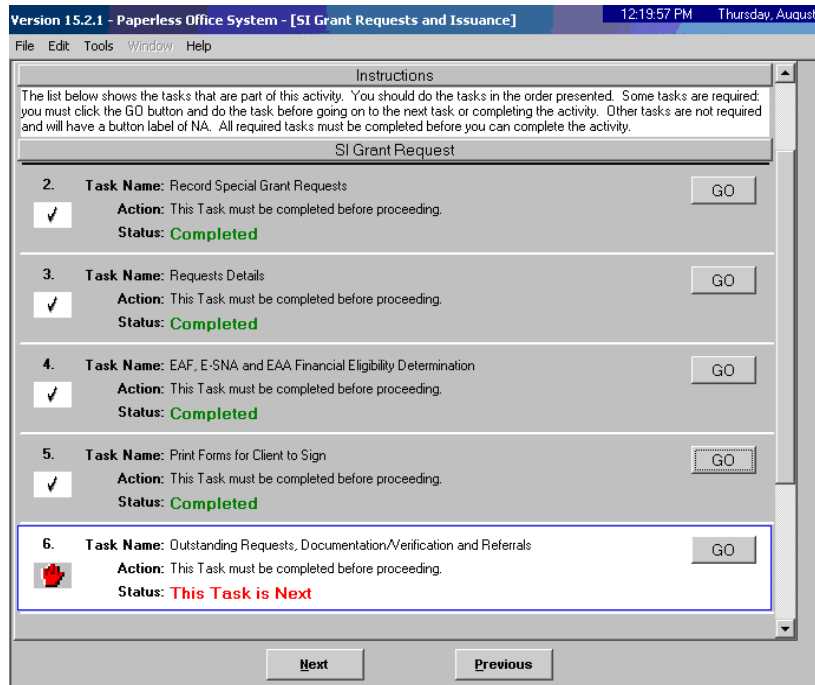 Version 15.2.1 - Paperless Office System - [SI Grant Requests and Issuance] 12:19:57 PM Thursday, August
File Edit Tools Window Help
Instructions
The list below shows the tasks that are part of this activity. You should do the tasks in the order presented. Some tasks are required:
you must click the GO button and do the task before going on to the next task or completing the activity. Other tasks are not required
and will have a button label of NA. All required tasks must be completed before you can complete the activity.
SI Grant Request
2. Task Name: Record Special Grant Requests GO
Action: This Task must be completed before proceeding.
Status: Completed
3. Task Name: Requests Details GO
Action: This Task must be completed before proceeding.
Status: Completed
4. Task Name: EAF, E-SNA and EAA Financial Eligibility Determination GO
Action: This Task must be completed before proceeding.
Status: Completed
5. Task Name: Print Forms for Client to Sign GO
Action: This Task must be completed before proceeding.
Status: Completed
6. Task Name: Outstanding Requests, Documentation/Verification and Referrals GO
Action: This Task must be completed before proceeding.
Status: This Task is Next
Next Previous